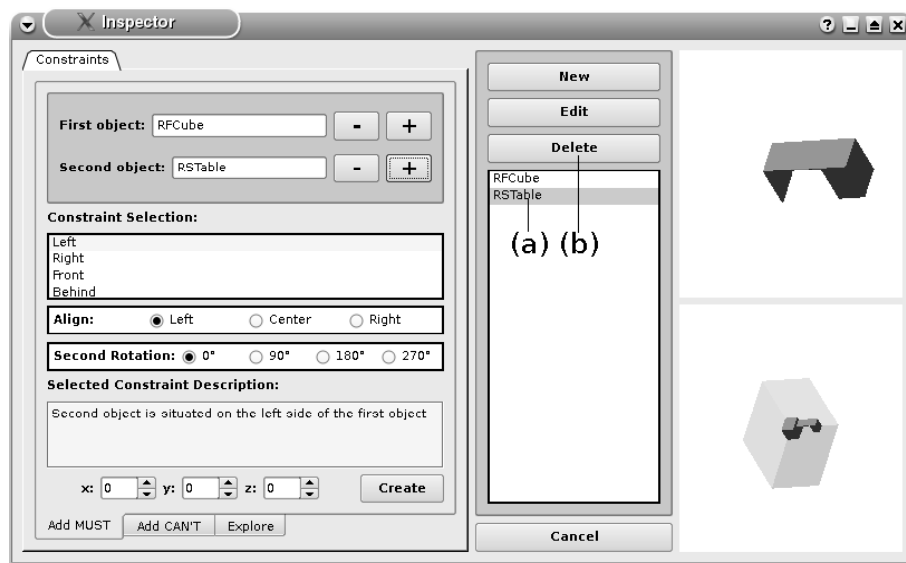 Inspector
?
Constraints
First object: RFCube - +
Second object: RSTable - +
Constraint Selection:
Left
Right
Front
Behind
Align: Left Center Right
Second Rotation: 0° 90° 180° 270°
Selected Constraint Description:
Second object is situated on the left side of the first object
x: 0 y: 0 z: 0 Create
Add MUST Add CAN'T Explore
New
Edit
Delete
RFCube
RSTable
(a) (b)
Cancel